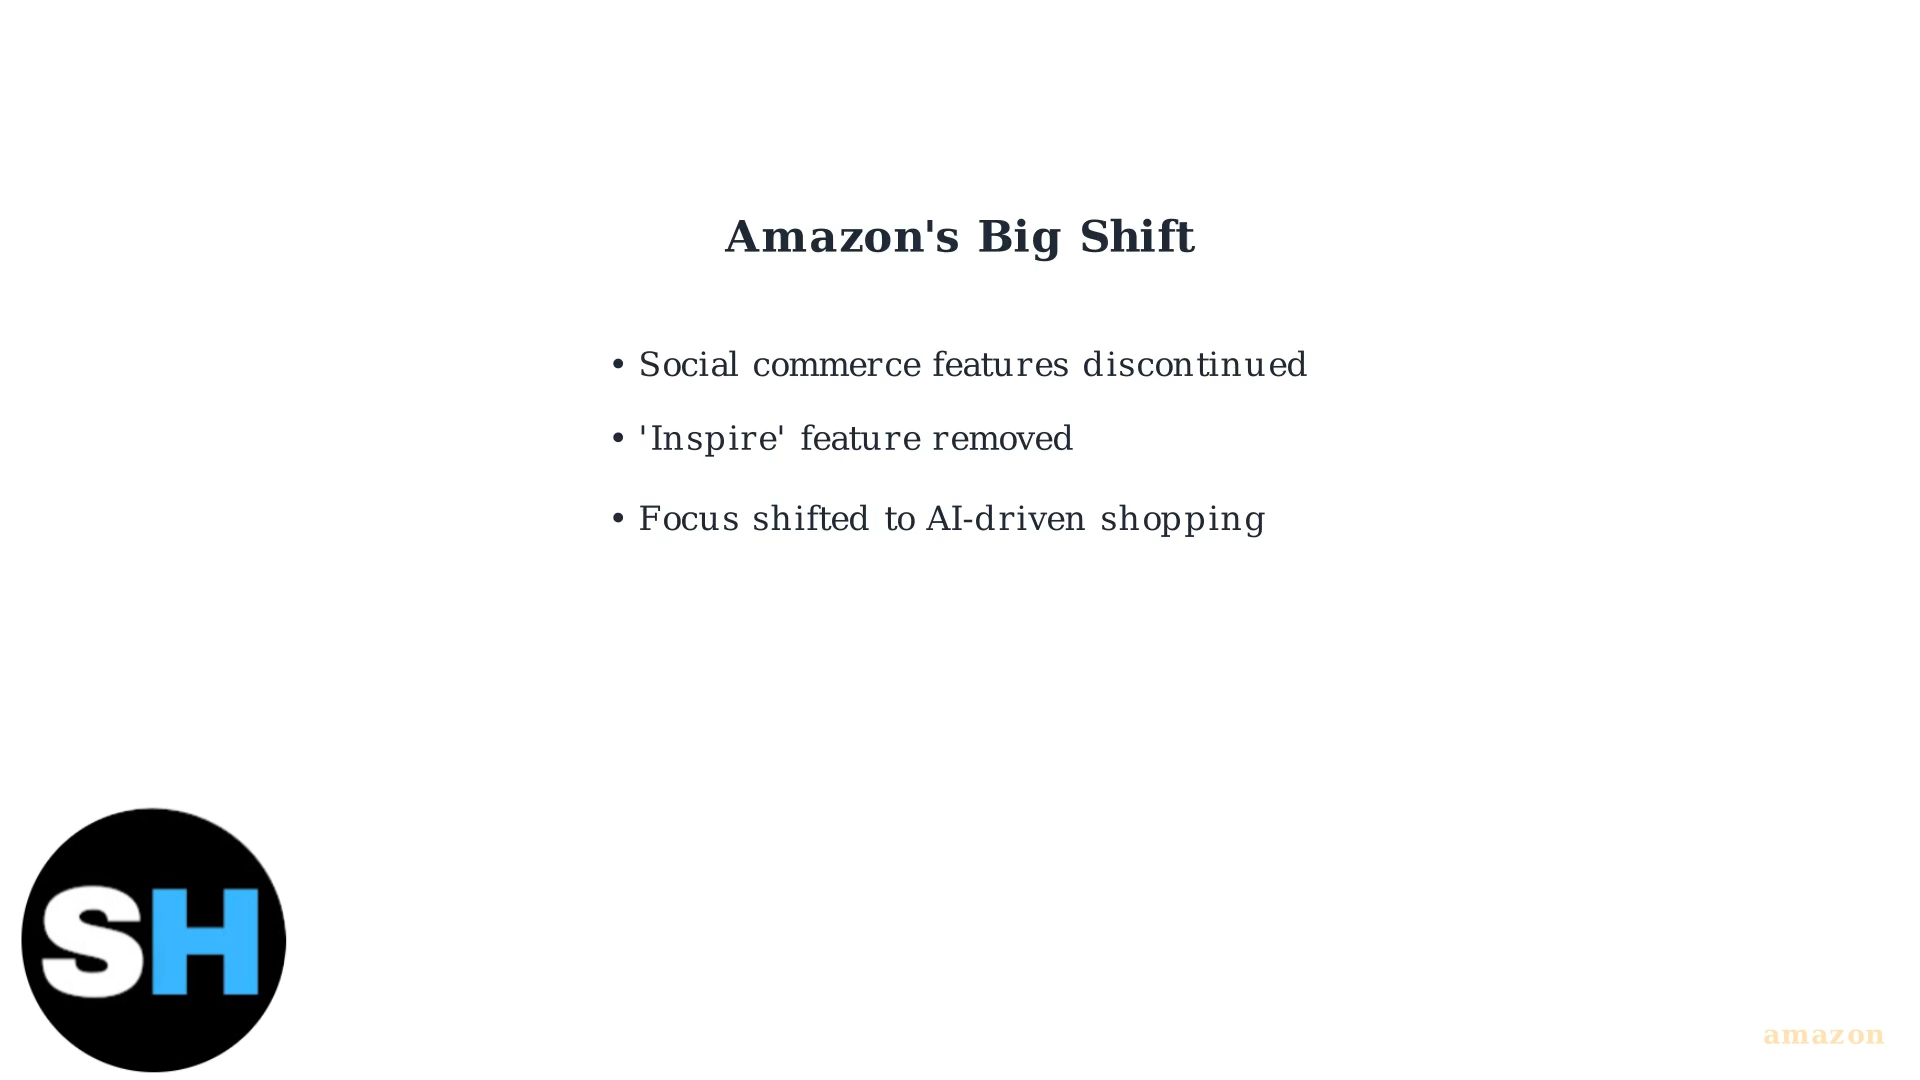 Amazon's Big Shift
• Social commerce features discontinued
• 'Inspire' feature removed
• Focus shifted to AI-driven shopping
SH
amazon